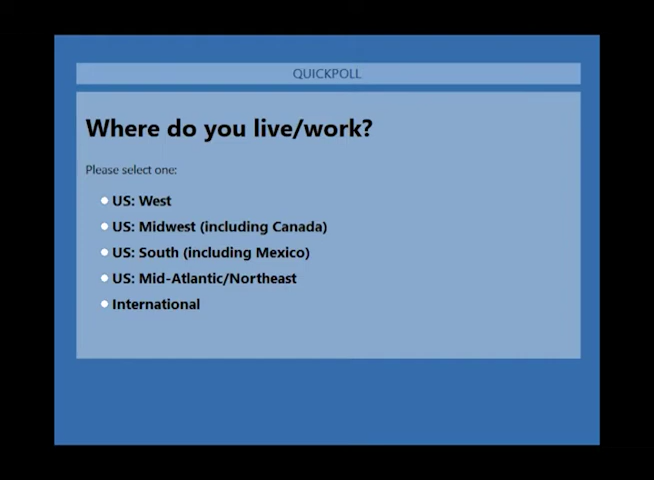 QUICKPOLL
Where do you live/work?
Please select one:
US: West
US: Midwest (including Canada)
US: South (including Mexico)
US: Mid-Atlantic/Northeast
International